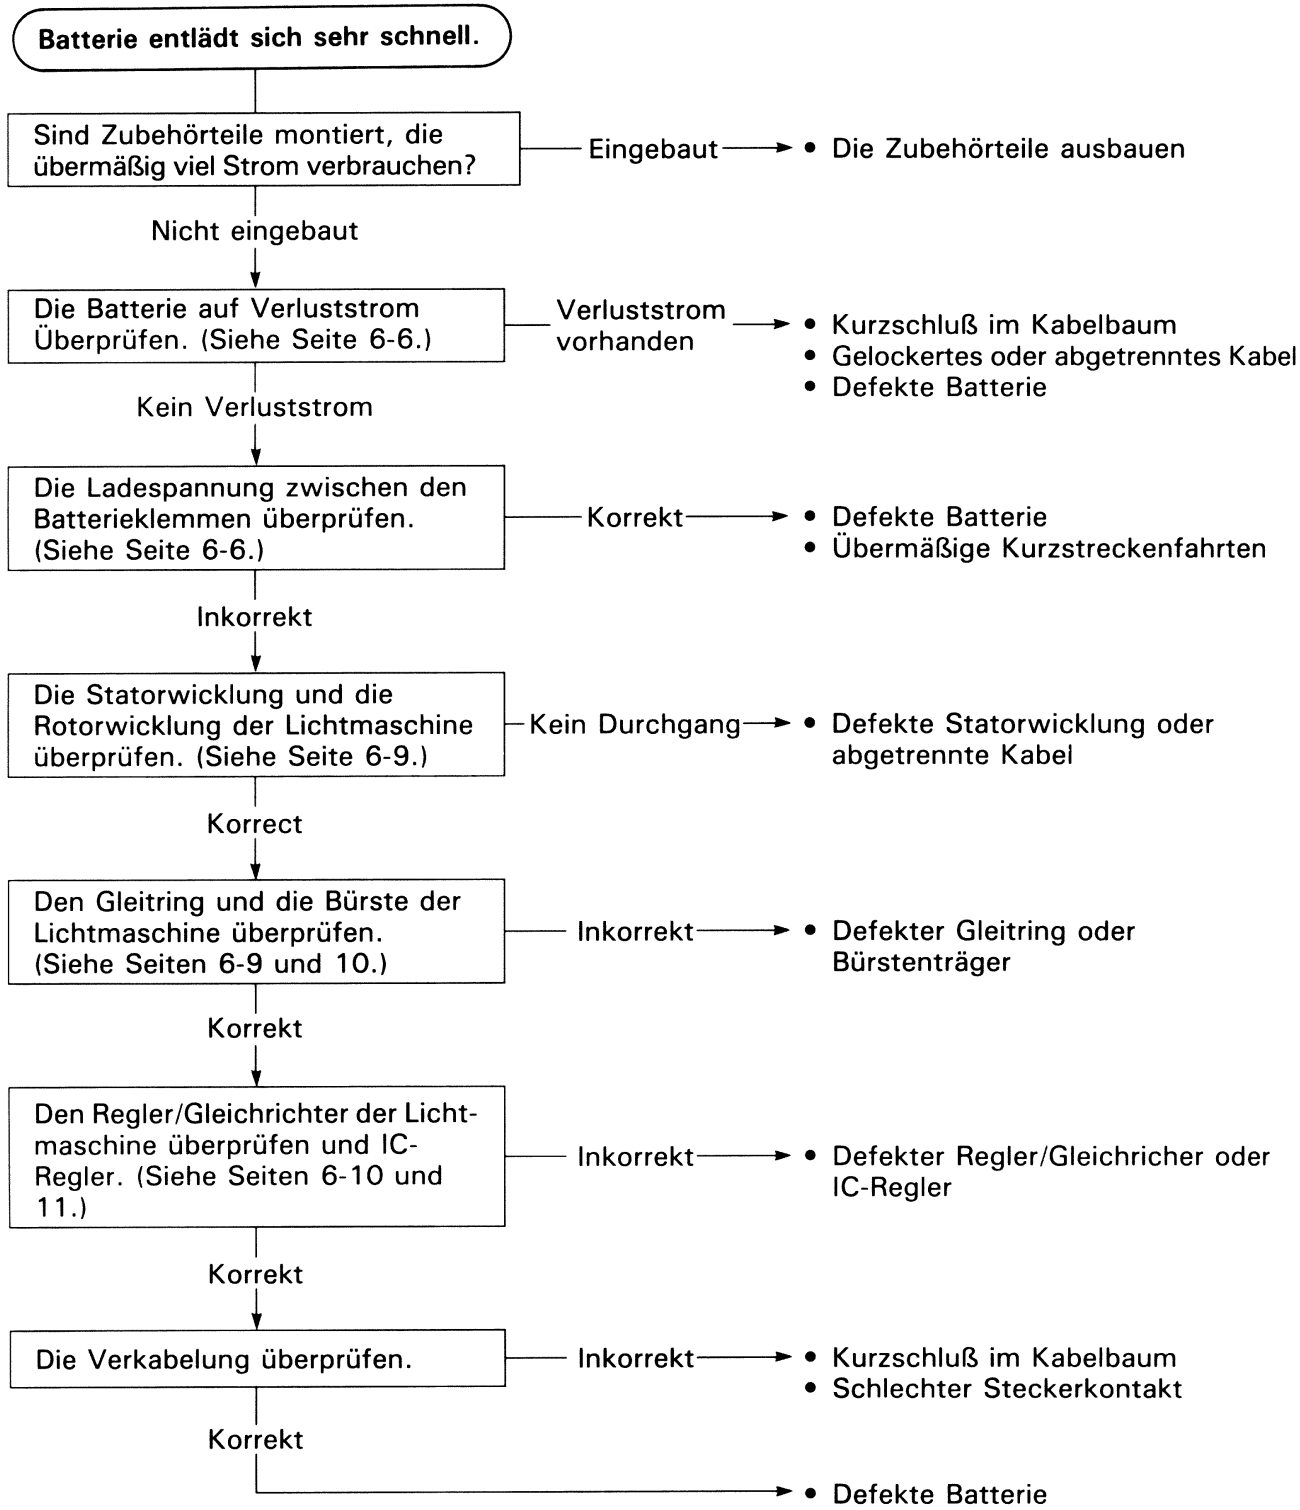 Batterie entlädt sich sehr schnell.
Sind Zubehörteile montiert, die
übermäßig viel Strom verbrauchen?
Eingebaut
• Die Zubehörteile ausbauen
Nicht eingebaut
Die Batterie auf Verluststrom
Überprüfen. (Siehe Seite 6-6.)
Verluststrom
vorhanden
• Kurzschluß im Kabelbaum
• Gelockertes oder abgetrenntes Kabel
• Defekte Batterie
Kein Verluststrom
Die Ladespannung zwischen den
Batterieklemmen überprüfen.
(Siehe Seite 6-6.)
Korrekt
• Defekte Batterie
• Übermäßige Kurzstreckenfahrten
Inkorrekt
Die Statorwicklung und die
Rotorwicklung der Lichtmaschine
überprüfen. (Siehe Seite 6-9.)
Kein Durchgang
• Defekte Statorwicklung oder
abgetrennte Kabel
Korrect
Den Gleitring und die Bürste der
Lichtmaschine überprüfen.
(Siehe Seiten 6-9 und 10.)
Inkorrekt
• Defekter Gleitring oder
Bürstenträger
Korrekt
Den Regler/Gleichrichter der Licht-
maschine überprüfen und IC-
Regler. (Siehe Seiten 6-10 und
11.)
Inkorrekt
• Defekter Regler/Gleichricher oder
IC-Regler
Korrekt
Die Verkabelung überprüfen.
Inkorrekt
• Kurzschluß im Kabelbaum
• Schlechter Steckerkontakt
Korrekt
• Defekte Batterie